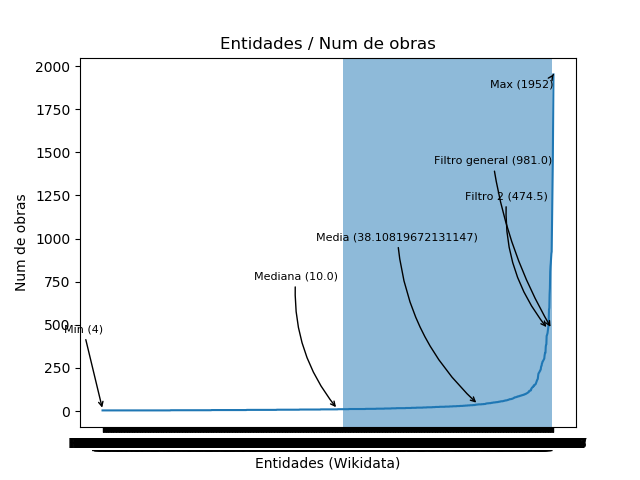 Entidades / Num de obras
2000
1750
1500
1250
1000
750
500
250
0
Num de obras
Max (1952)
Filtro general (981.0)
Filtro 2 (474.5)
Media (38.10819672131147)
Mediana (10.0)
Min (4)
Entidades (Wikidata)